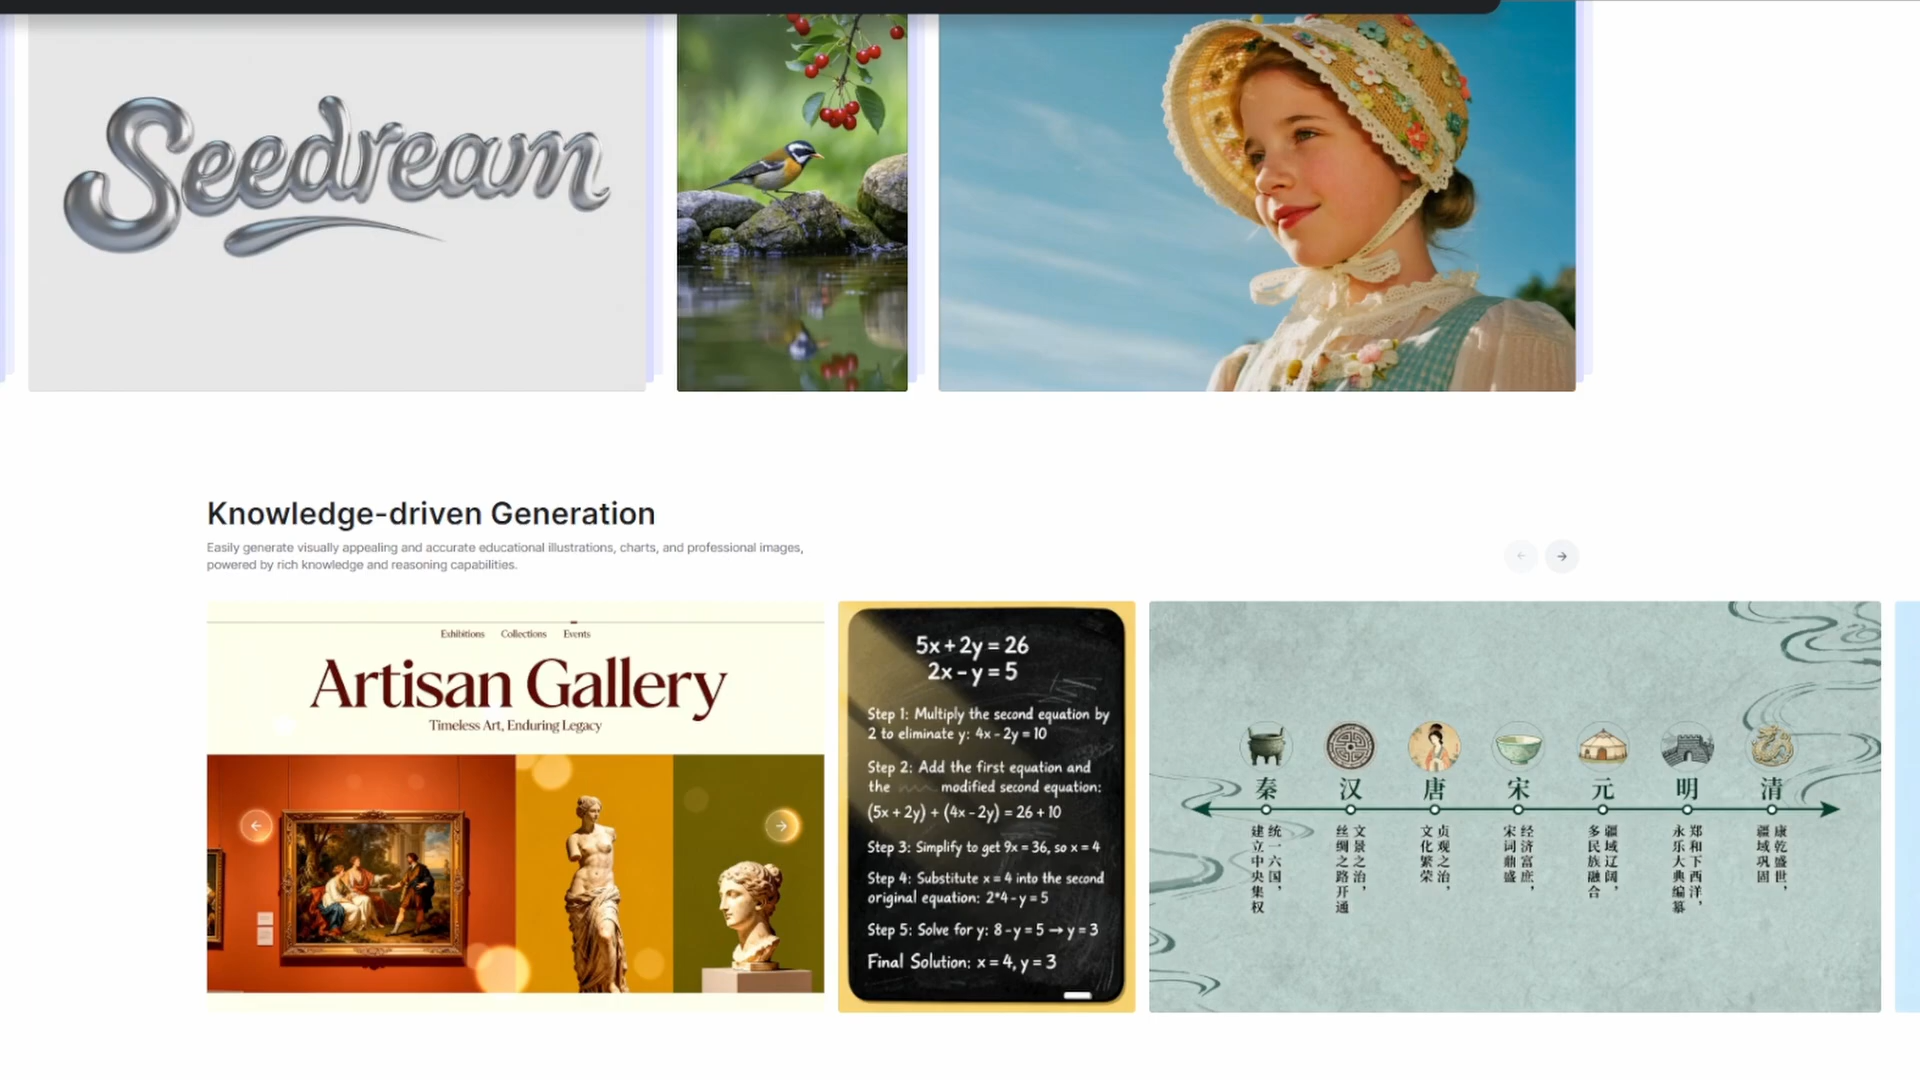 Seedream
Knowledge-driven Generation
Easily generate visually appealing and accurate educational illustrations, charts, and professional images,
powered by rich knowledge and reasoning capabilities.
Exhibitions Collections Events
Artisan Gallery
Timeless Art, Enduring Legacy
5x + 2y = 26
2x - y = 5
Step 1: Multiply the second equation by
2 to eliminate y: 4x - 2y = 10
Step 2: Add the first equation and
the modified second equation:
(5x + 2y) + (4x - 2y) = 26 + 10
Step 3: Simplify to get 9x = 36, so x = 4
Step 4: Substitute x = 4 into the second
original equation: 2*4 - y = 5
Step 5: Solve for y: 8 - y = 5 → y = 3
Final Solution: x = 4, y = 3
秦 汉 唐 宋 元 明 清
统一六国，
建立中央集权
文景之治，
丝绸之路开通
贞观之治，
文化繁荣
经济富庶，
宋词鼎盛
疆域辽阔，
多民族融合
郑和下西洋，
永乐大典编纂
康乾盛世，
疆域巩固